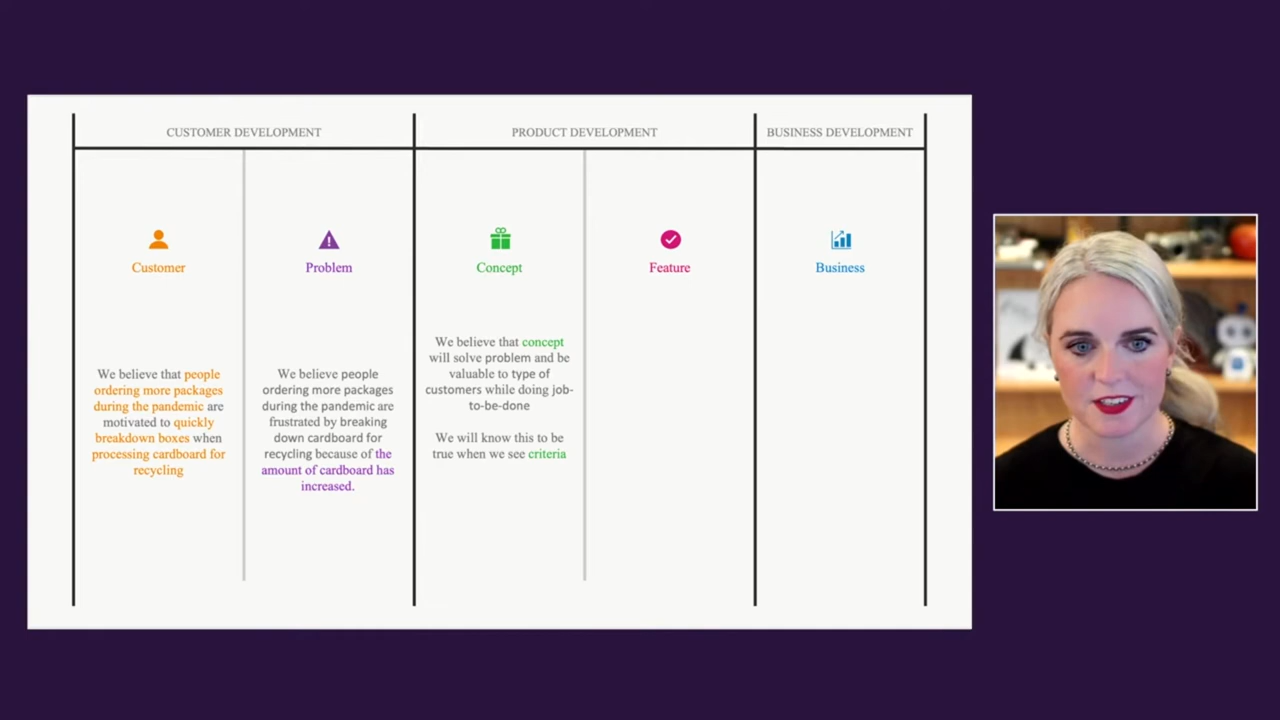 CUSTOMER DEVELOPMENT
PRODUCT DEVELOPMENT
BUSINESS DEVELOPMENT
Customer
Problem
Concept
Feature
Business
We believe that people
ordering more packages
during the pandemic are
motivated to quickly
breakdown boxes when
processing cardboard for
recycling
We believe people
ordering more packages
during the pandemic are
frustrated by breaking
down cardboard for
recycling because of the
amount of cardboard has
increased.
We believe that concept
will solve problem and be
valuable to type of
customers while doing job-
to-be-done
We will know this to be
true when we see criteria